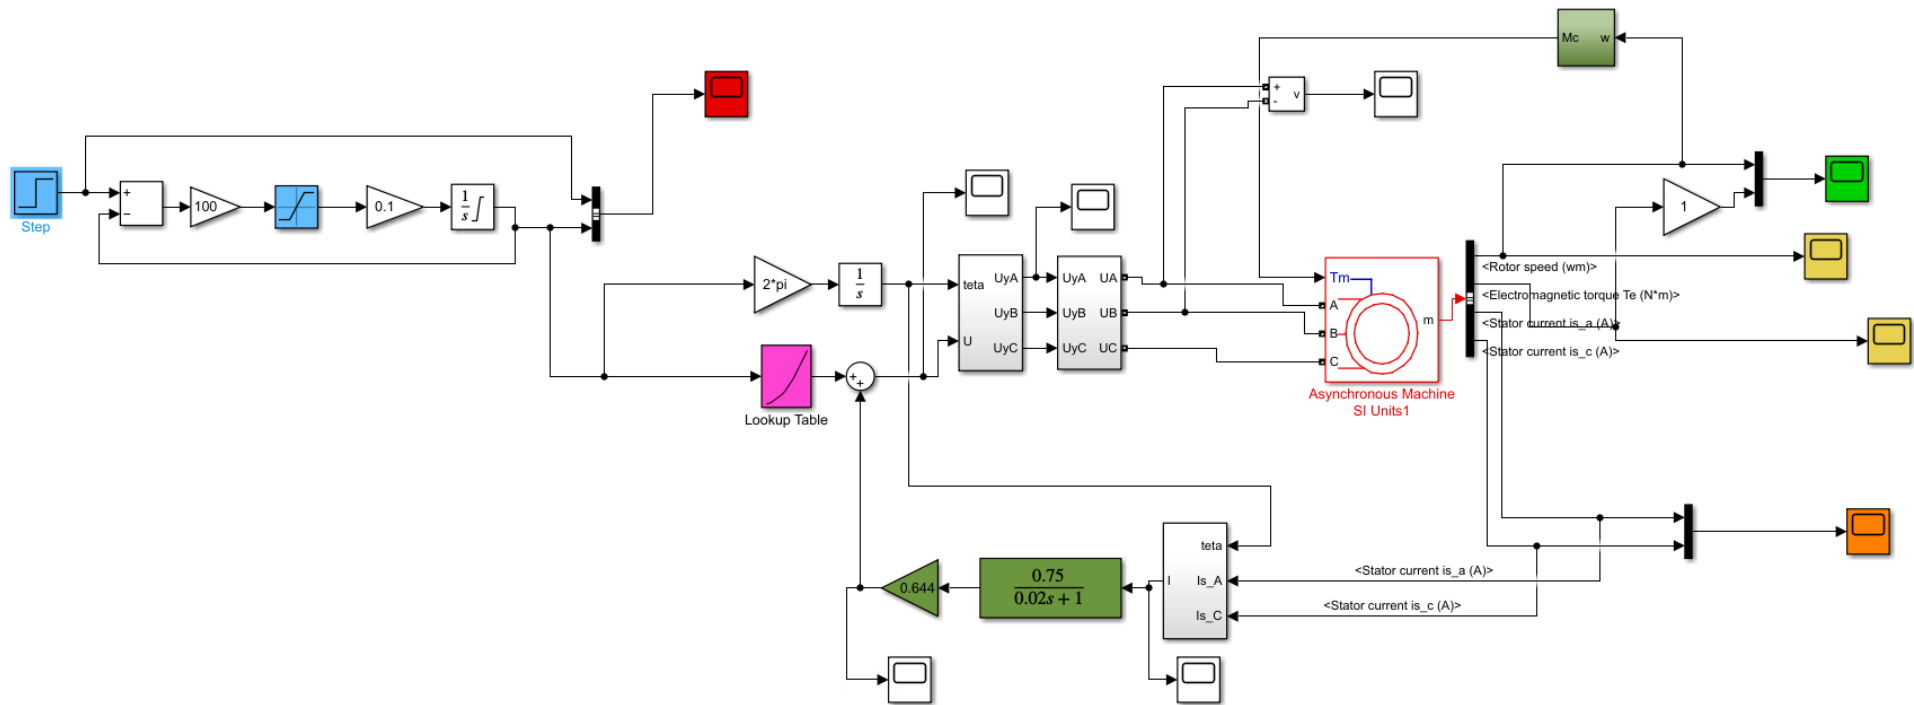 Mc w
+
-
v
Step
+
−
100
0.1
1
s
1
2*pi
1
s
teta
U
UyA
UyB
UyC
UyA
UyB
UyC
UA
UB
UC
Tm
A
B
C
m
<Rotor speed (wm)>
<Electromagnetic torque Te (N*m)>
<Stator current is_a (A)>
<Stator current is_c (A)>
+
+
Lookup Table
Asynchronous Machine
SI Units1
teta
I
Is_A
Is_C
<Stator current is_a (A)>
<Stator current is_c (A)>
0.75
0.02s + 1
0.644